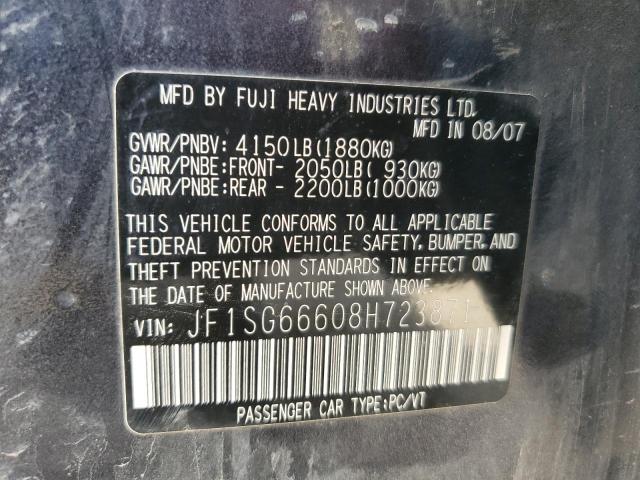 MFD BY FUJI HEAVY INDUSTRIES LTD.
MFD IN 08/07
GVWR/PNBV: 4150LB(1880KG)
GAWR/PNBE:FRONT- 2050LB( 930KG)
GAWR/PNBE:REAR - 2200LB(1000KG)
THIS VEHICLE CONFORMS TO ALL APPLICABLE
FEDERAL MOTOR VEHICLE SAFETY, BUMPER, AND
THEFT PREVENTION STANDARDS IN EFFECT ON
THE DATE OF MANUFACTURE SHOWN ABOVE.
VIN: JF1SG66608H723871
PASSENGER CAR TYPE:PC/VT